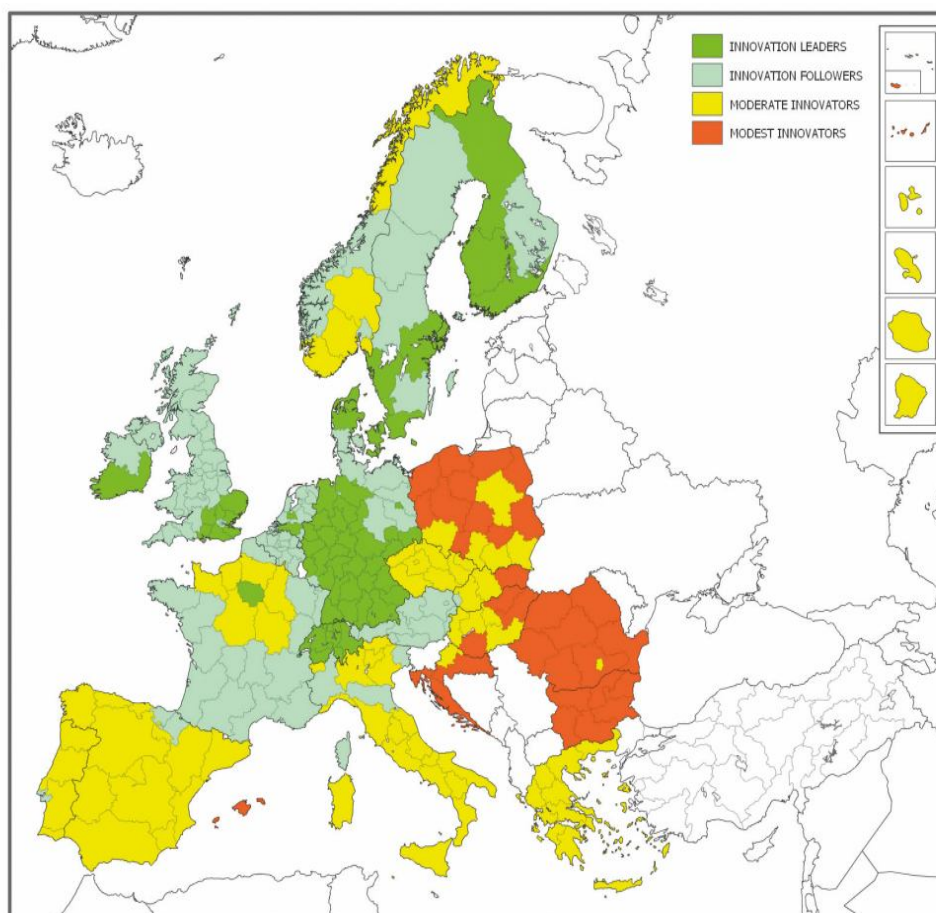 INNOVATION LEADERS
INNOVATION FOLLOWERS
MODERATE INNOVATORS
MODEST INNOVATORS